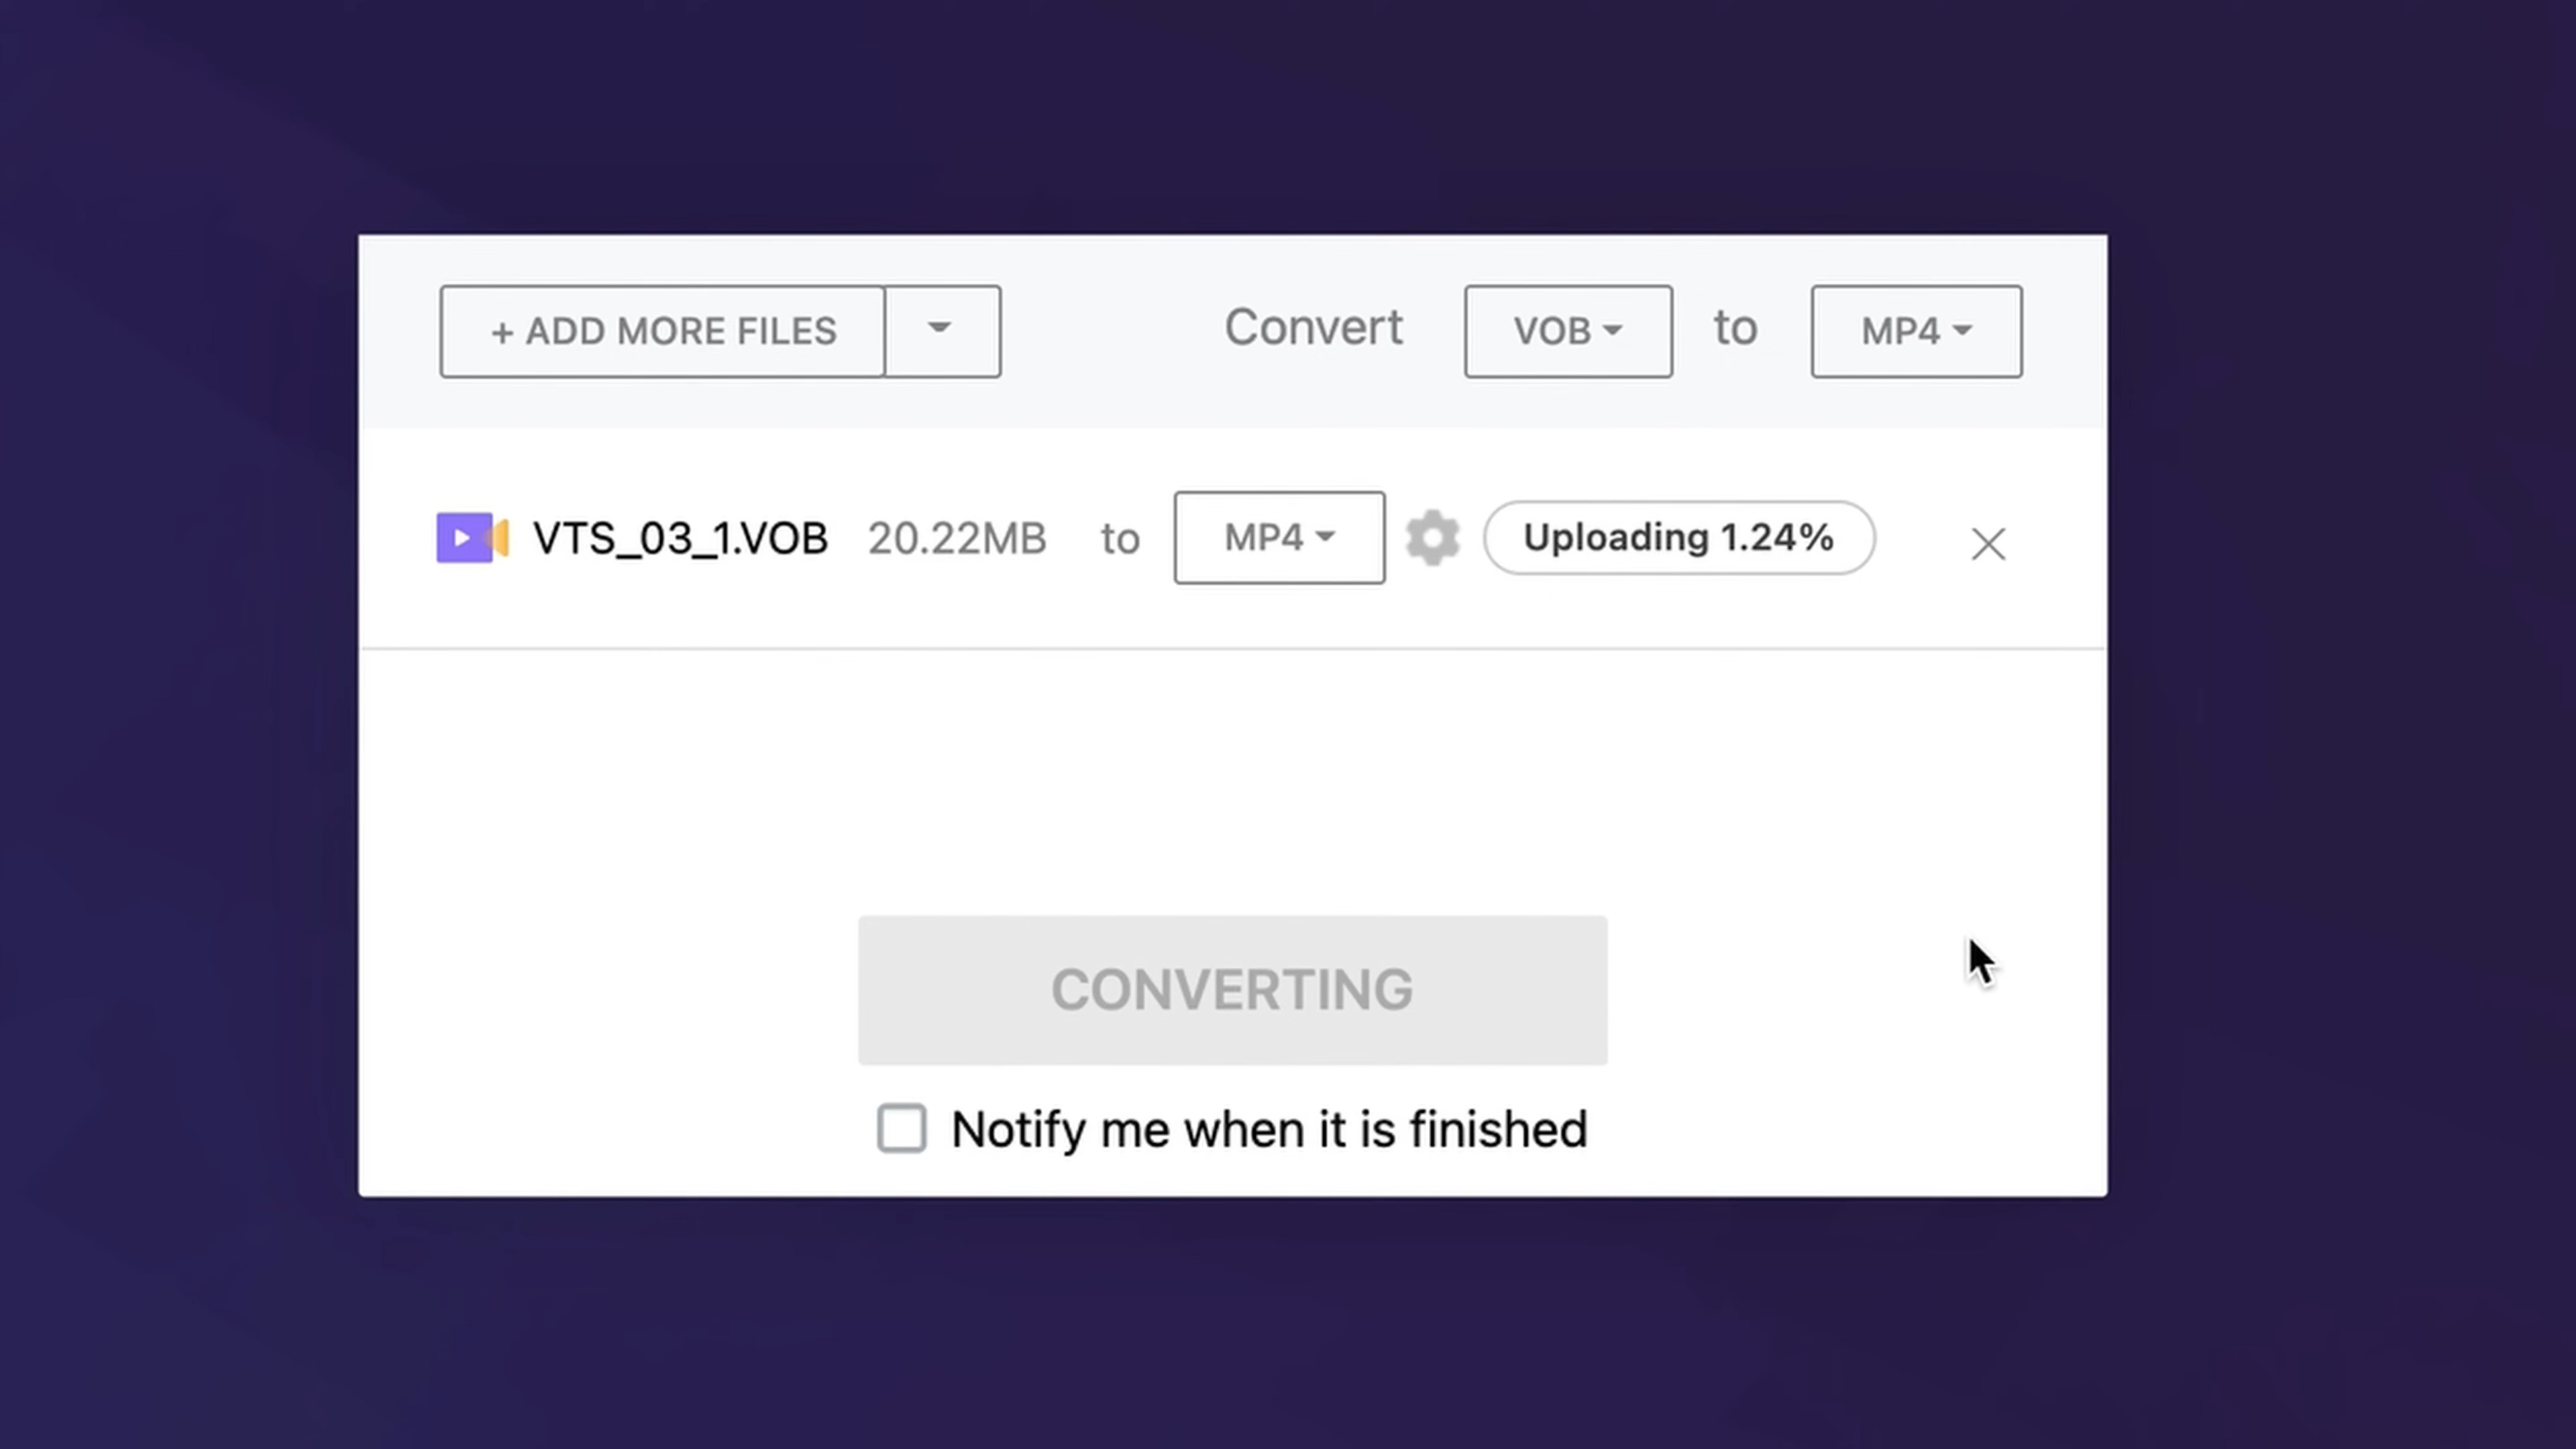 + ADD MORE FILES Convert VOB to MP4
VTS_03_1.VOB 20.22MB to MP4 Uploading 1.24%
CONVERTING
Notify me when it is finished